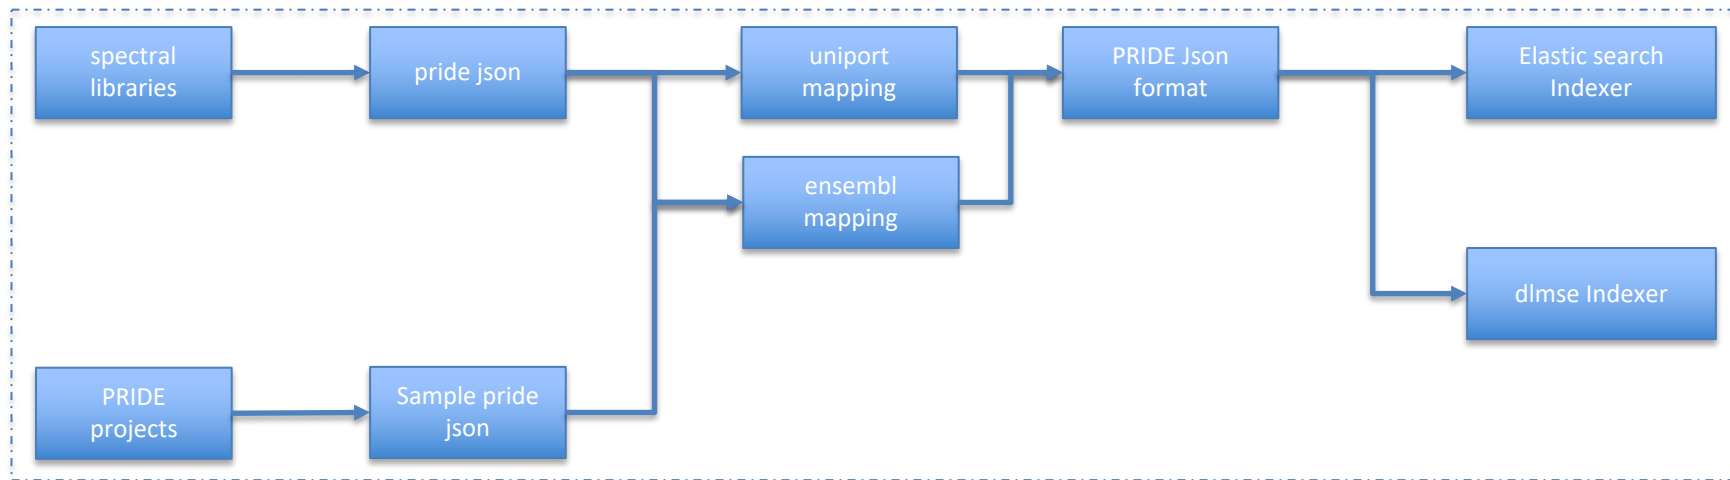 spectral
libraries
pride json
uniport
mapping
PRIDE Json
format
Elastic search
Indexer
ensembl
mapping
dlmse Indexer
PRIDE
projects
Sample pride
json